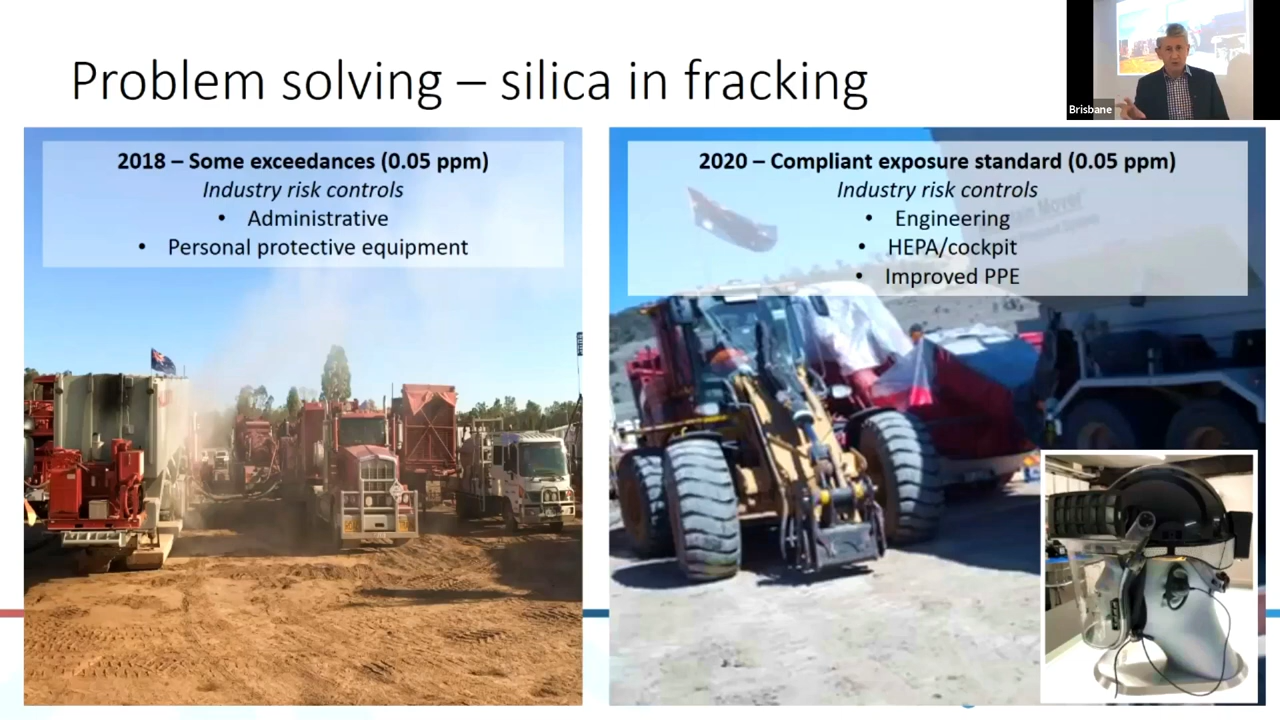 Problem solving – silica in fracking
Brisbane
2018 – Some exceedances (0.05 ppm)
Industry risk controls
• Administrative
• Personal protective equipment
2020 – Compliant exposure standard (0.05 ppm)
Industry risk controls
• Engineering
• HEPA/cockpit
• Improved PPE